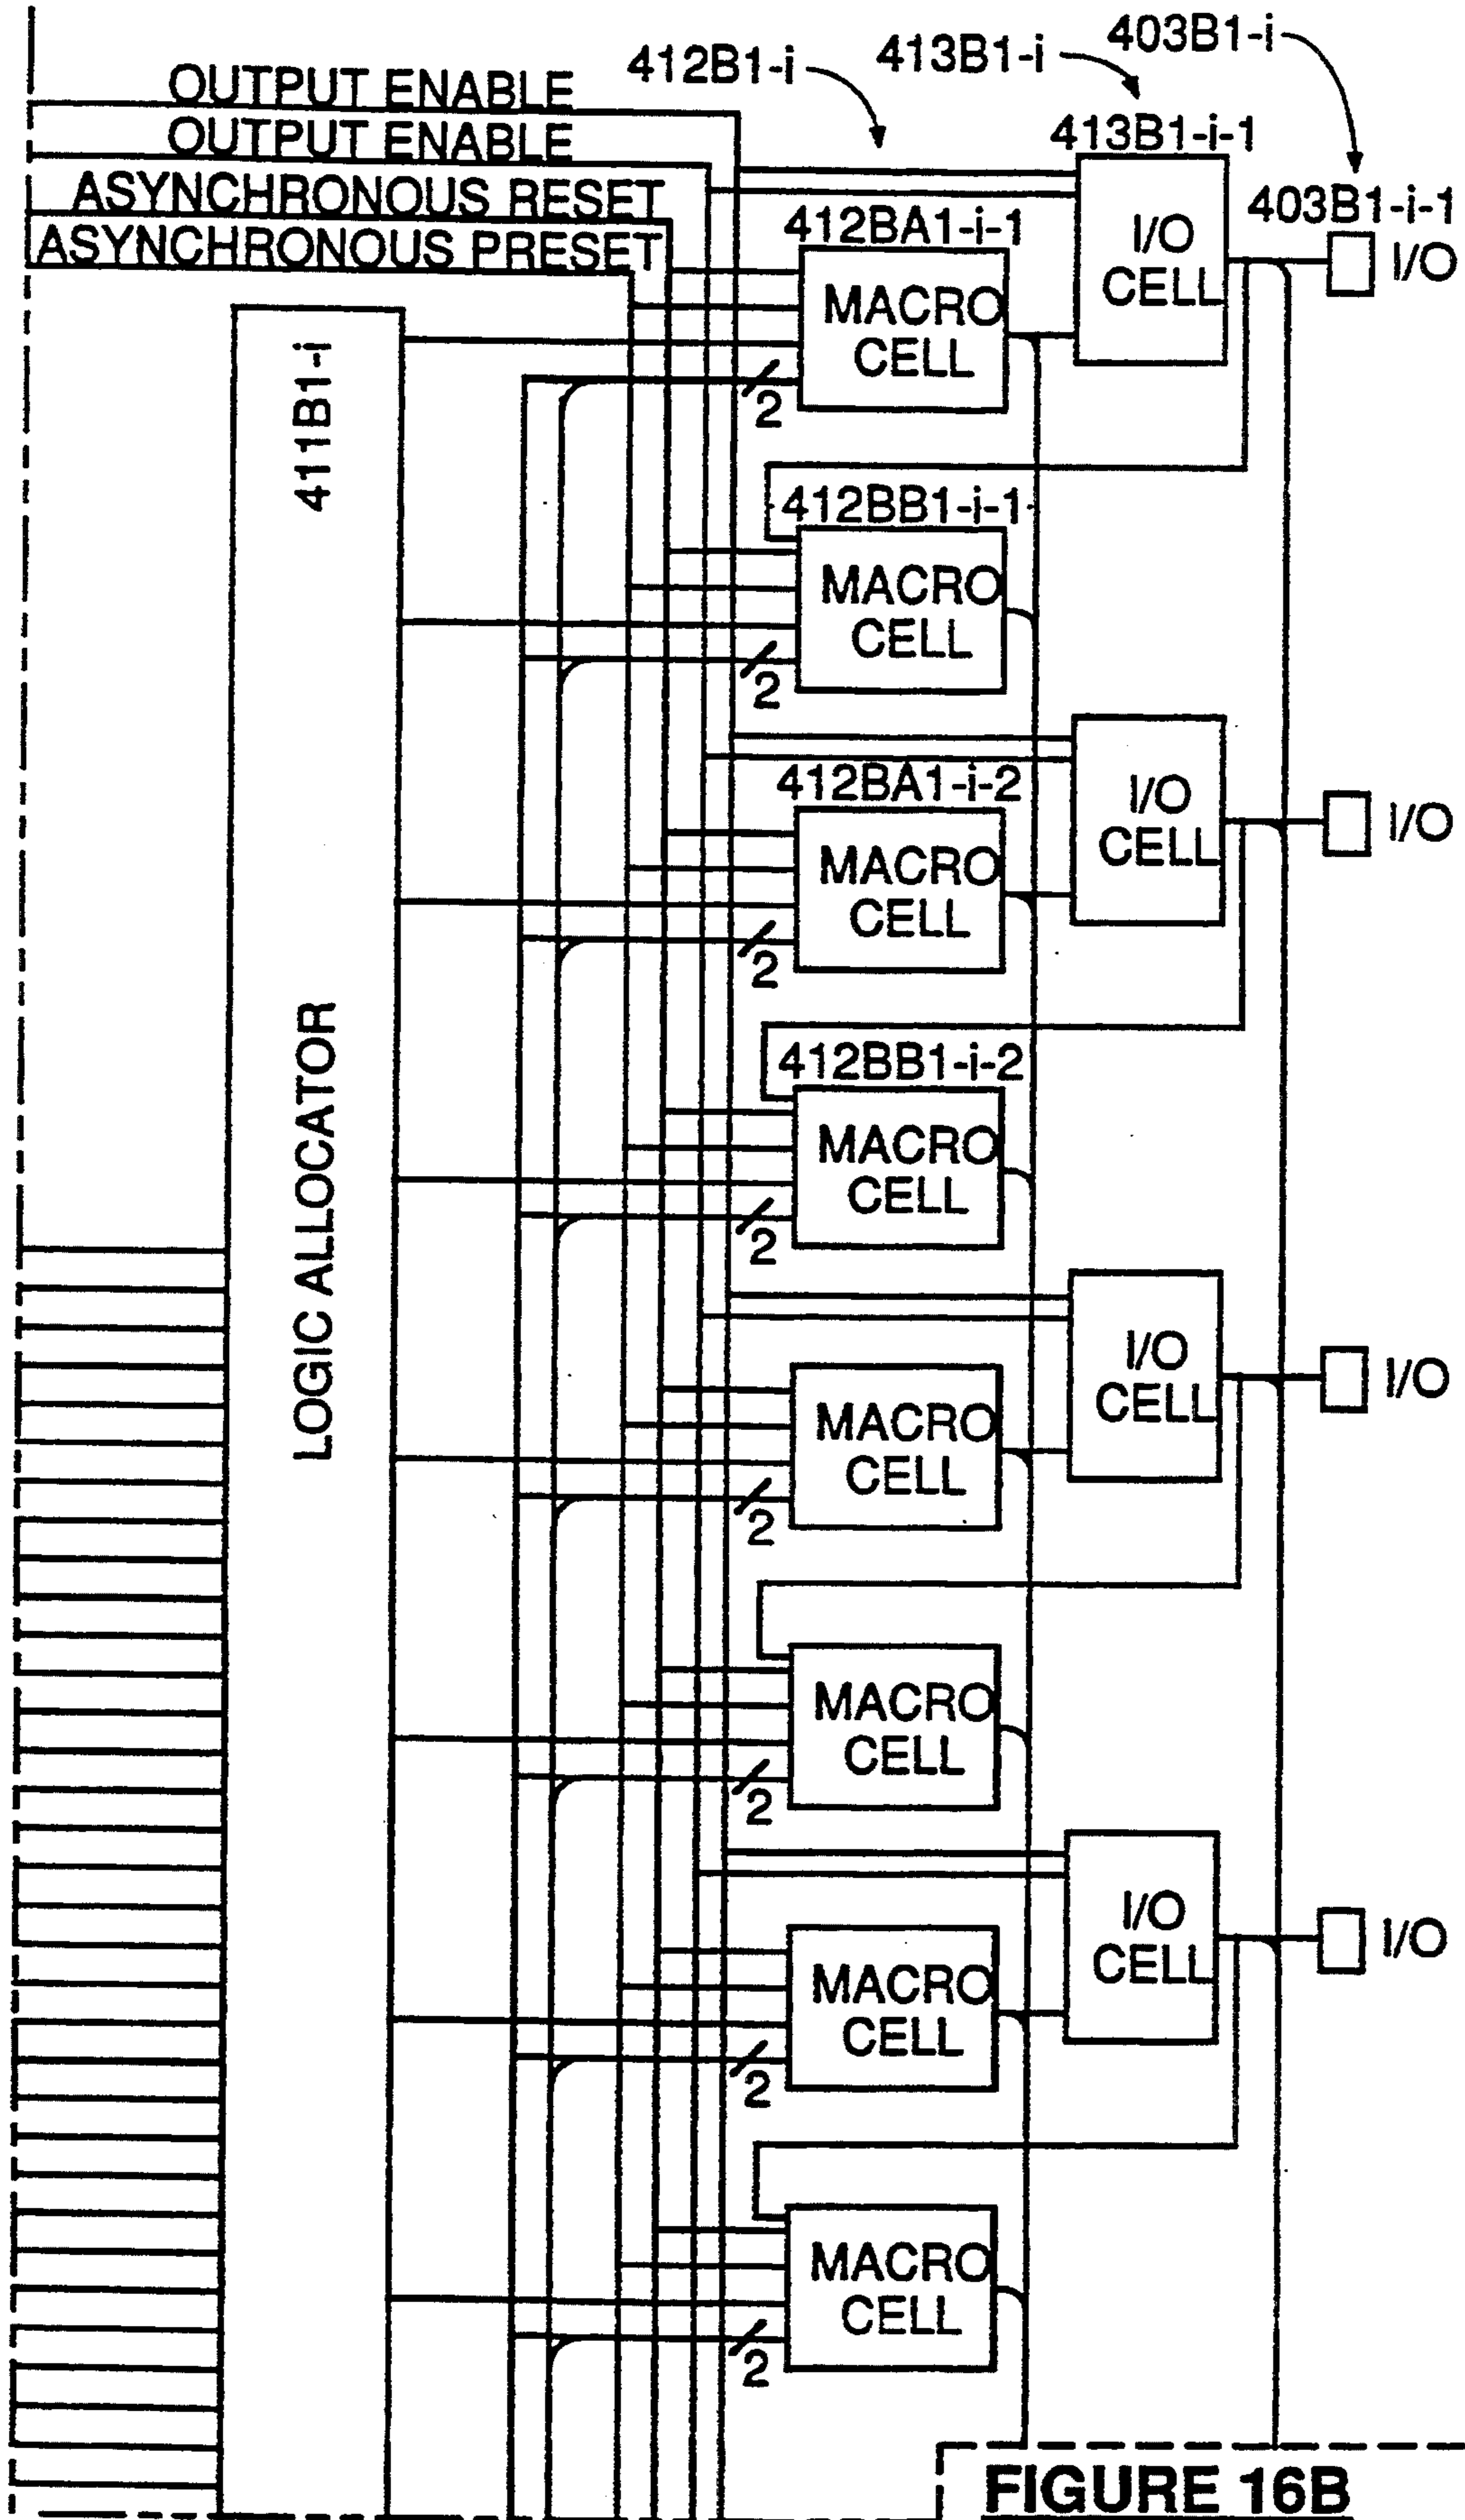 412B1-i
413B1-i
403B1-i
OUTPUT ENABLE
OUTPUT ENABLE
ASYNCHRONOUS RESET
ASYNCHRONOUS PRESET
413B1-i-1
403B1-i-1
I/O
CELL
I/O
412BA1-i-1
MACRO
CELL
2
411B1-i
LOGIC ALLOCATOR
412BB1-i-1
MACRO
CELL
2
I/O
CELL
I/O
412BA1-i-2
MACRO
CELL
2
412BB1-i-2
MACRO
CELL
2
I/O
CELL
I/O
MACRO
CELL
2
MACRO
CELL
2
I/O
CELL
I/O
MACRO
CELL
2
MACRO
CELL
2
FIGURE 16B